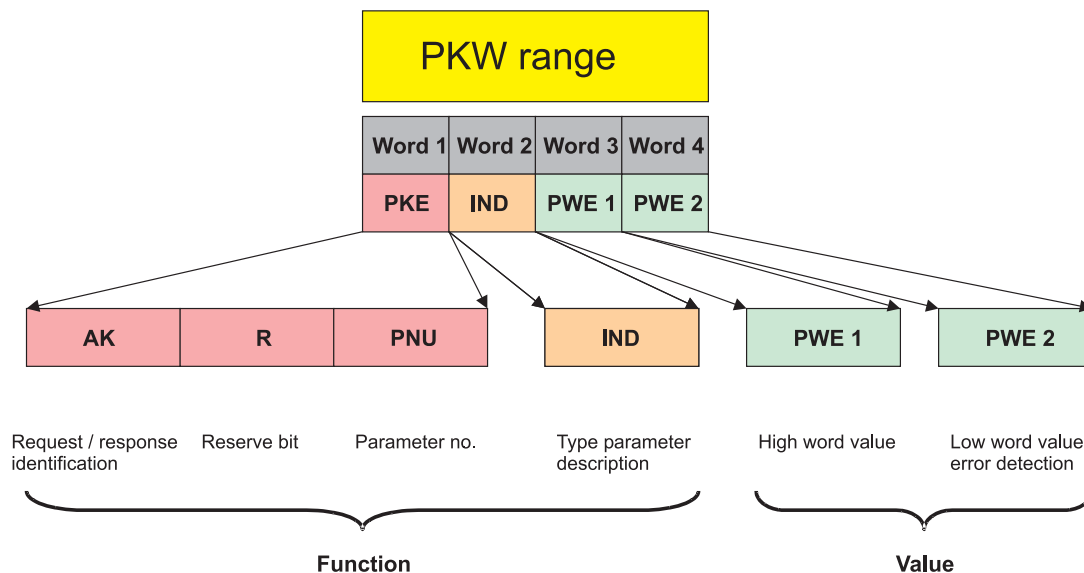 PKW range
Word 1 Word 2 Word 3 Word 4
PKE IND PWE 1 PWE 2
AK R PNU IND PWE 1 PWE 2
Request / response
identification
Reserve bit
Parameter no.
Type parameter
description
High word value
Low word value
error detection
Function
Value